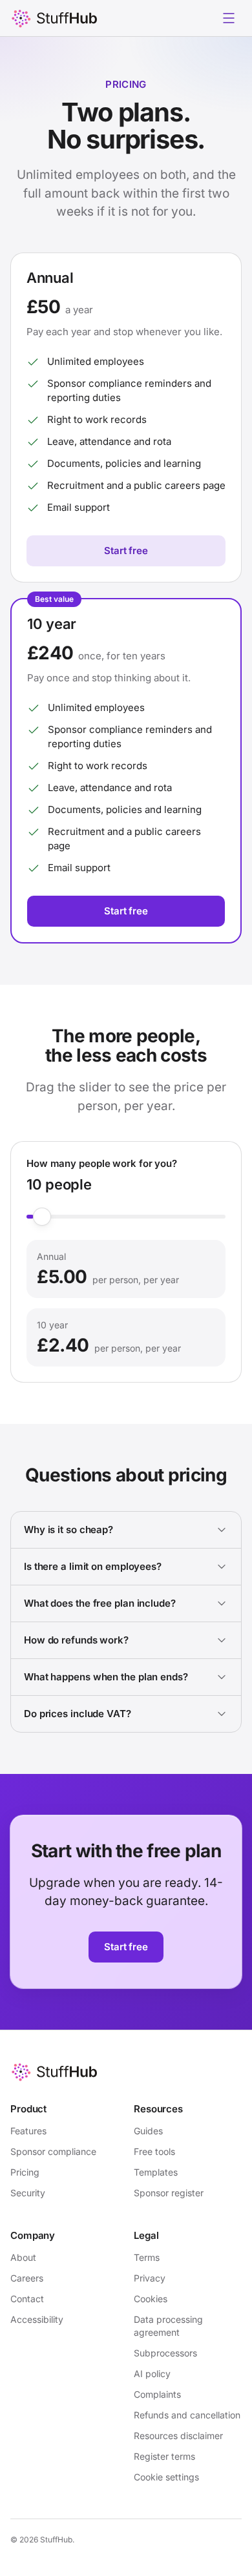 StuffHub
PRICING
Two plans.
No surprises.
Unlimited employees on both, and the
full amount back within the first two
weeks if it is not for you.
Annual
£50 a year
Pay each year and stop whenever you like.
Unlimited employees
Sponsor compliance reminders and
reporting duties
Right to work records
Leave, attendance and rota
Documents, policies and learning
Recruitment and a public careers page
Email support
Start free
Best value
10 year
£240 once, for ten years
Pay once and stop thinking about it.
Unlimited employees
Sponsor compliance reminders and
reporting duties
Right to work records
Leave, attendance and rota
Documents, policies and learning
Recruitment and a public careers
page
Email support
Start free
The more people,
the less each costs
Drag the slider to see the price per
person, per year.
How many people work for you?
10 people
Annual
£5.00 per person, per year
10 year
£2.40 per person, per year
Questions about pricing
Why is it so cheap?
Is there a limit on employees?
What does the free plan include?
How do refunds work?
What happens when the plan ends?
Do prices include VAT?
Start with the free plan
Upgrade when you are ready. 14-
day money-back guarantee.
Start free
StuffHub
Product
Features
Sponsor compliance
Pricing
Security
Resources
Guides
Free tools
Templates
Sponsor register
Company
About
Careers
Contact
Accessibility
Legal
Terms
Privacy
Cookies
Data processing
agreement
Subprocessors
AI policy
Complaints
Refunds and cancellation
Resources disclaimer
Register terms
Cookie settings
© 2026 StuffHub.